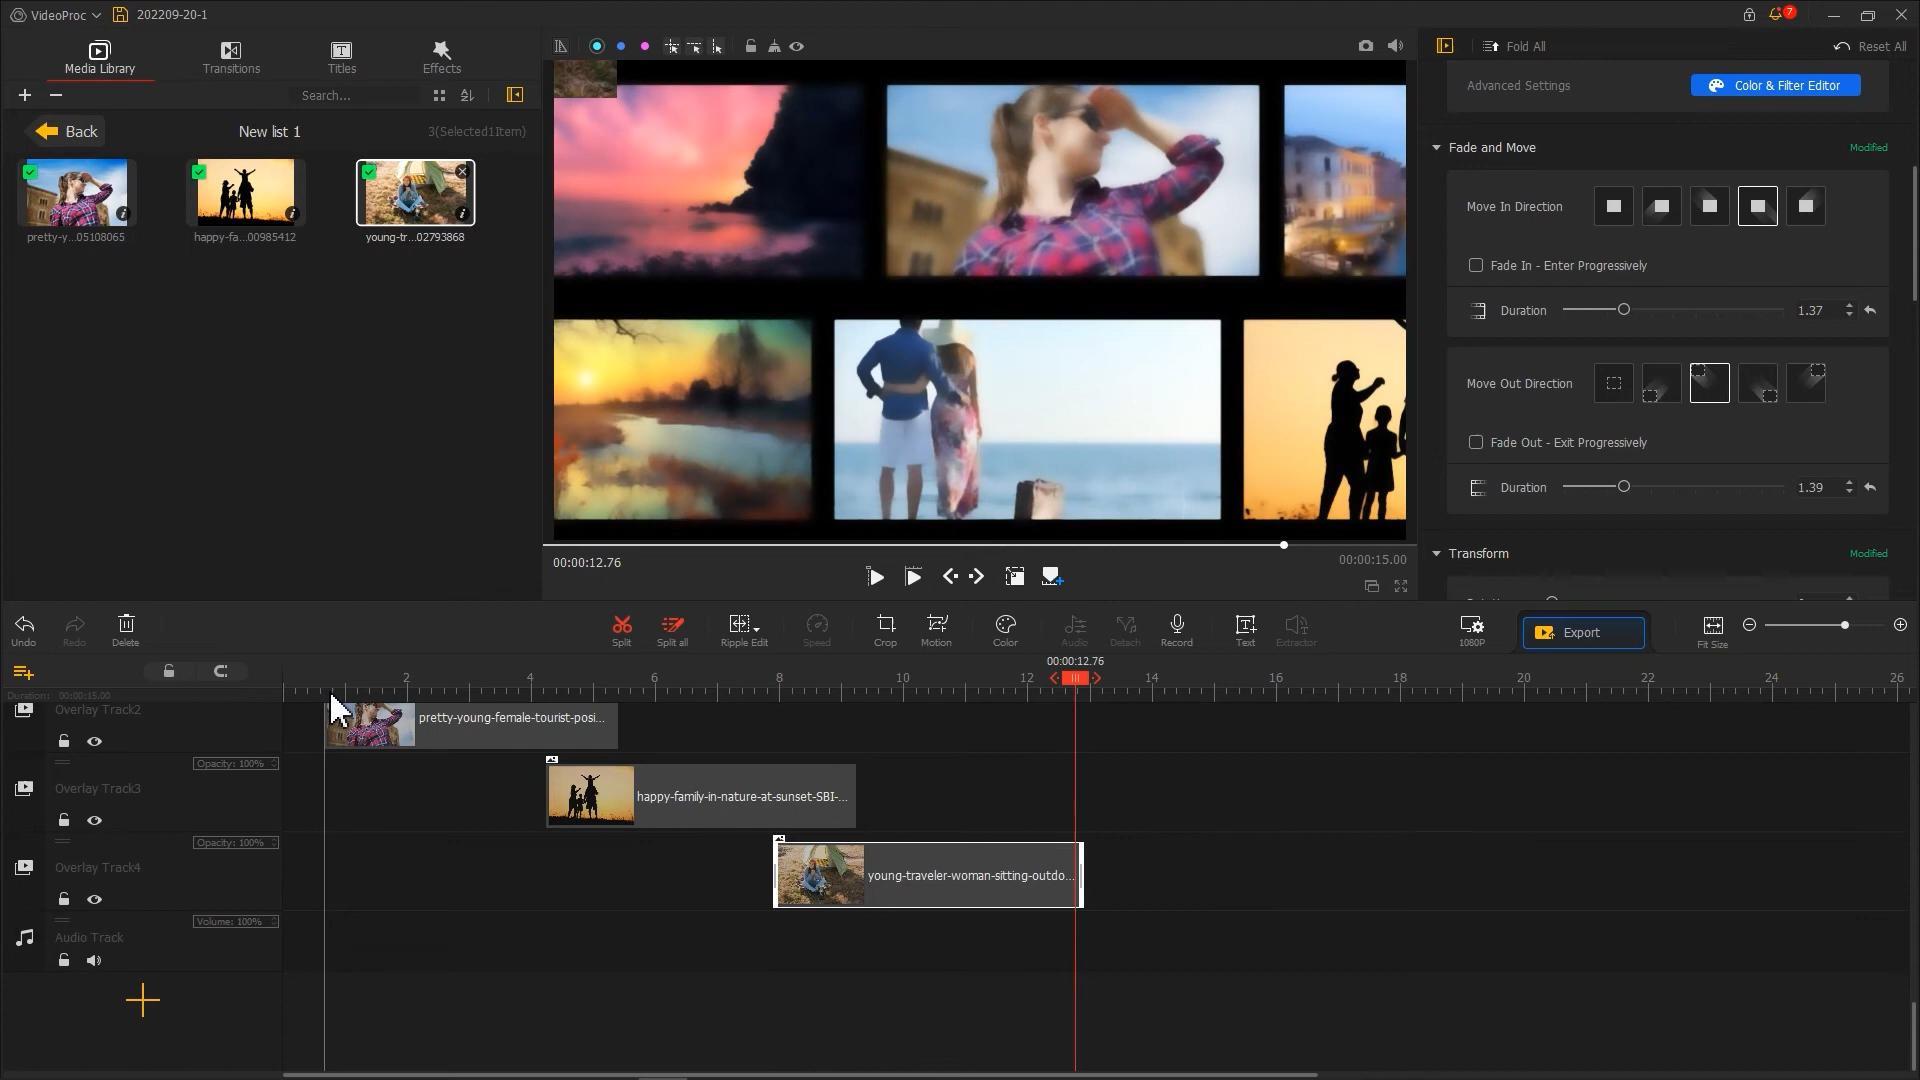 VideoProc
202209-20-1
7
Media Library
Transitions
Titles
Effects
Search...
Back
New list 1
3(Selected1Item)
pretty-y...05108065
happy-fa...00985412
young-tr...02793868
00:00:12.76
00:00:15.00
Fold All
Reset All
Advanced Settings
Color & Filter Editor
Fade and Move
Modified
Move In Direction
Fade In - Enter Progressively
Duration
1.37
Move Out Direction
Fade Out - Exit Progressively
Duration
1.39
Transform
Modified
Undo
Redo
Delete
Split
Split all
Ripple Edit
Speed
Crop
Motion
Color
Audio
Detach
Record
Text
Extractor
1080P
Export
Fit Size
00:00:12.76
2 4 6 8 10 12 14 16 18 20 22 24 26
Duration: 00:00:15.00
Overlay Track2
pretty-young-female-tourist-posi...
Opacity: 100%
Overlay Track3
happy-family-in-nature-at-sunset-SBI-...
Opacity: 100%
Overlay Track4
young-traveler-woman-sitting-outdo...
Volume: 100%
Audio Track